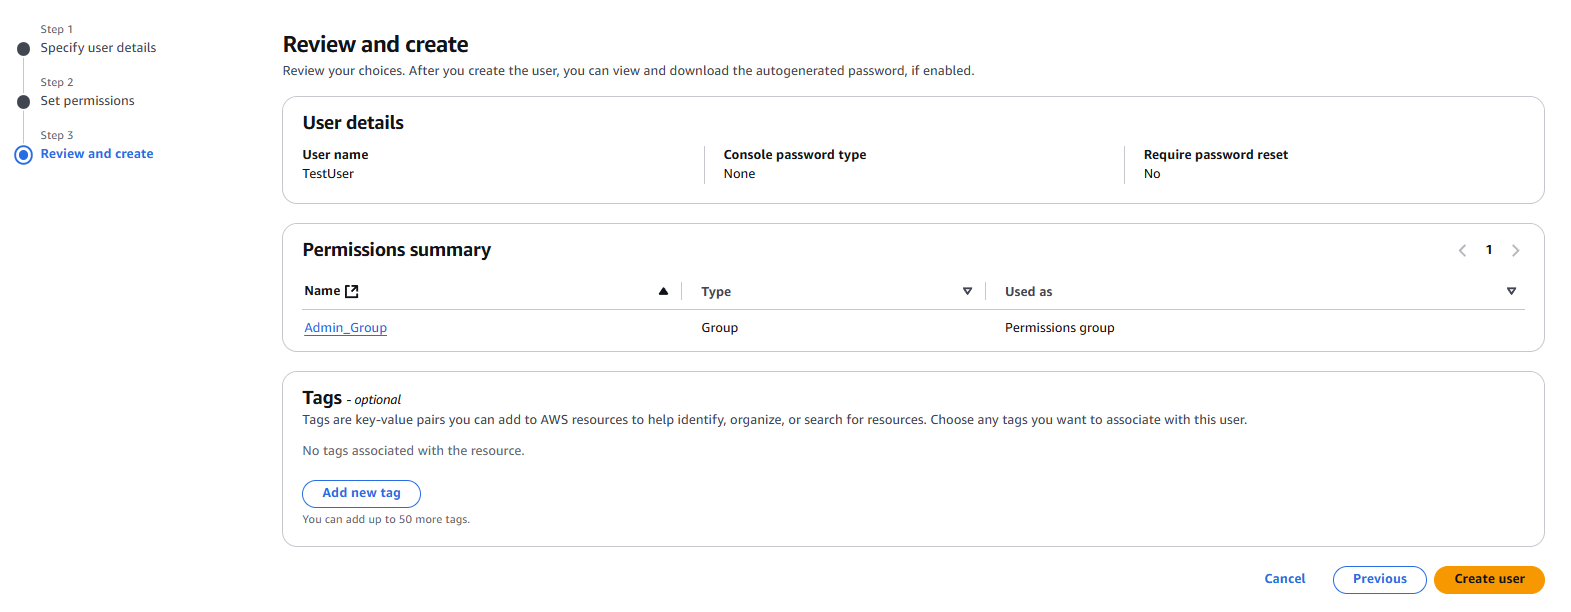 Step 1
Specify user details
Step 2
Set permissions
Step 3
Review and create
Review and create
Review your choices. After you create the user, you can view and download the autogenerated password, if enabled.
User details
User name
TestUser
Console password type
None
Require password reset
No
Permissions summary
1
Name
Type
Used as
Admin_Group
Group
Permissions group
Tags - optional
Tags are key-value pairs you can add to AWS resources to help identify, organize, or search for resources. Choose any tags you want to associate with this user.
No tags associated with the resource.
Add new tag
You can add up to 50 more tags.
Cancel
Previous
Create user